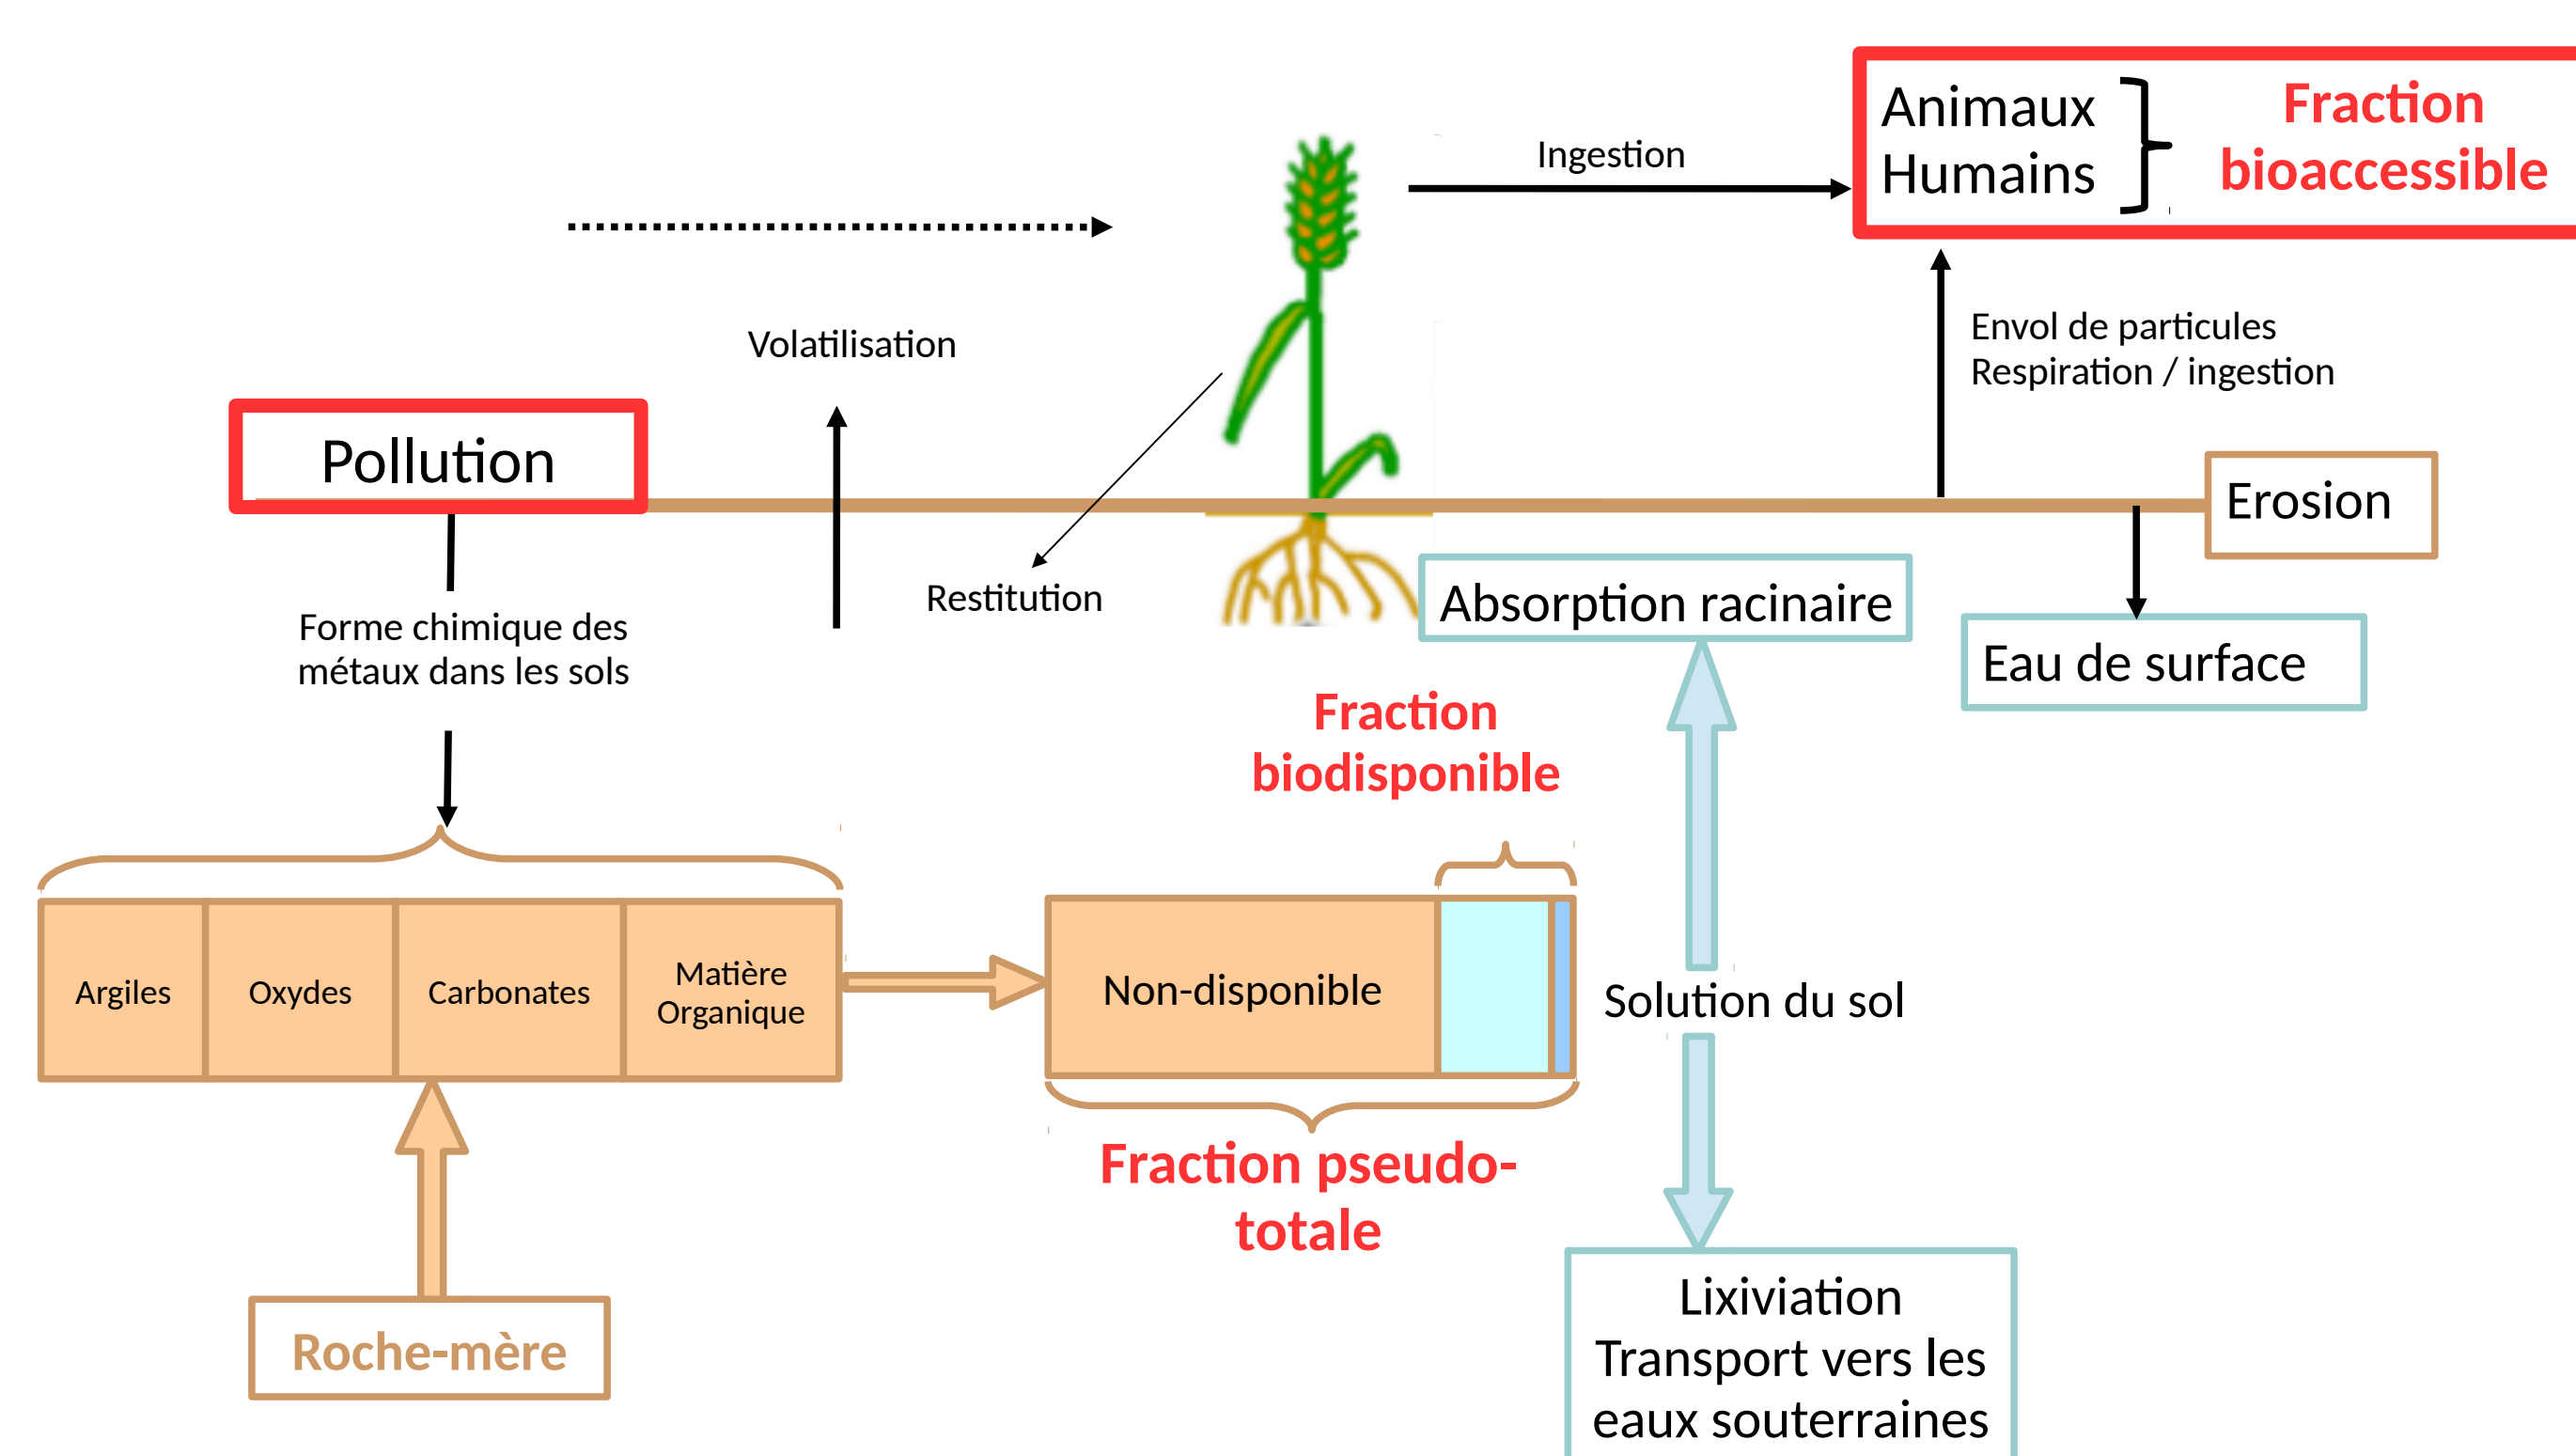 Animaux
Humains
Fraction
bioaccessible
Ingestion
Envol de particules
Respiration / ingestion
Volatilisation
Pollution
Erosion
Restitution
Absorption racinaire
Eau de surface
Forme chimique des
métaux dans les sols
Fraction
biodisponible
Argiles
Oxydes
Carbonates
Matière
Organique
Non-disponible
Solution du sol
Fraction pseudo-
totale
Roche-mère
Lixiviation
Transport vers les
eaux souterraines